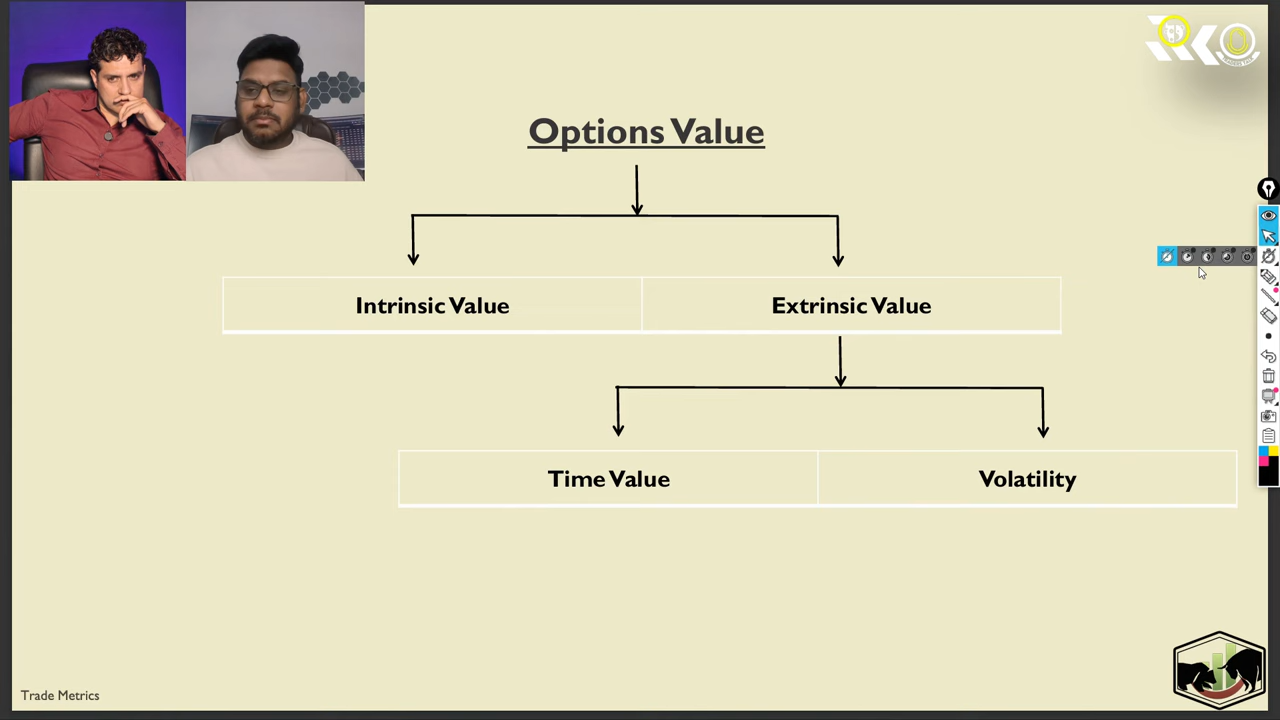 Options Value
Intrinsic Value
Extrinsic Value
Time Value
Volatility
Trade Metrics